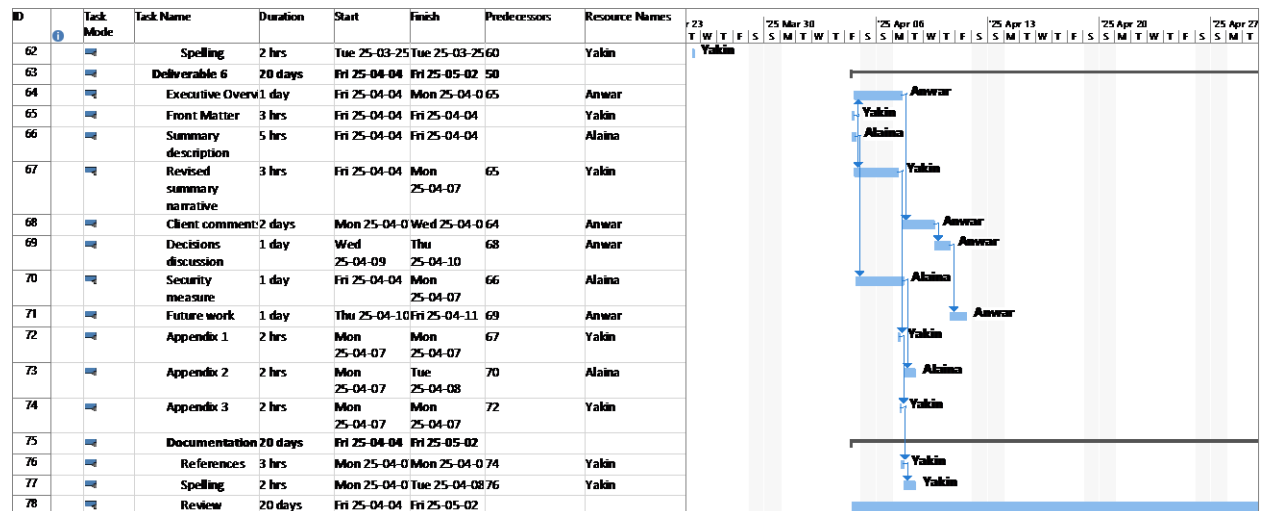 ID Task Mode Task Name Duration Start Finish Predecessors Resource Names
r 23 '25 Mar 30 '25 Apr 06 '25 Apr 13 '25 Apr 20 '25 Apr 27
T W T F S S M T W T F S S M T W T F S S M T W T F S S M T W T F S S M T
62 Spelling 2 hrs Tue 25-03-25 Tue 25-03-25 60 Yakin Yakin
63 Deliverable 6 20 days Fri 25-04-04 Fri 25-05-02 50
64 Executive Overv 1 day Fri 25-04-04 Mon 25-04-0 65 Anwar Anwar
65 Front Matter 3 hrs Fri 25-04-04 Fri 25-04-04 Yakin Yakin
66 Summary description 5 hrs Fri 25-04-04 Fri 25-04-04 Alaina Alaina
67 Revised summary narrative 3 hrs Fri 25-04-04 Mon 25-04-07 65 Yakin Yakin
68 Client comment 2 days Mon 25-04-0 Wed 25-04-0 64 Anwar Anwar
69 Decisions discussion 1 day Wed 25-04-09 Thu 25-04-10 68 Anwar Anwar
70 Security measure 1 day Fri 25-04-04 Mon 25-04-07 66 Alaina Alaina
71 Future work 1 day Thu 25-04-10 Fri 25-04-11 69 Anwar Anwar
72 Appendix 1 2 hrs Mon 25-04-07 Mon 25-04-07 67 Yakin Yakin
73 Appendix 2 2 hrs Mon 25-04-07 Tue 25-04-08 70 Alaina Alaina
74 Appendix 3 2 hrs Mon 25-04-07 Mon 25-04-07 72 Yakin Yakin
75 Documentation 20 days Fri 25-04-04 Fri 25-05-02
76 References 3 hrs Mon 25-04-0 Mon 25-04-0 74 Yakin Yakin
77 Spelling 2 hrs Mon 25-04-0 Tue 25-04-08 76 Yakin Yakin
78 Review 20 days Fri 25-04-04 Fri 25-05-02